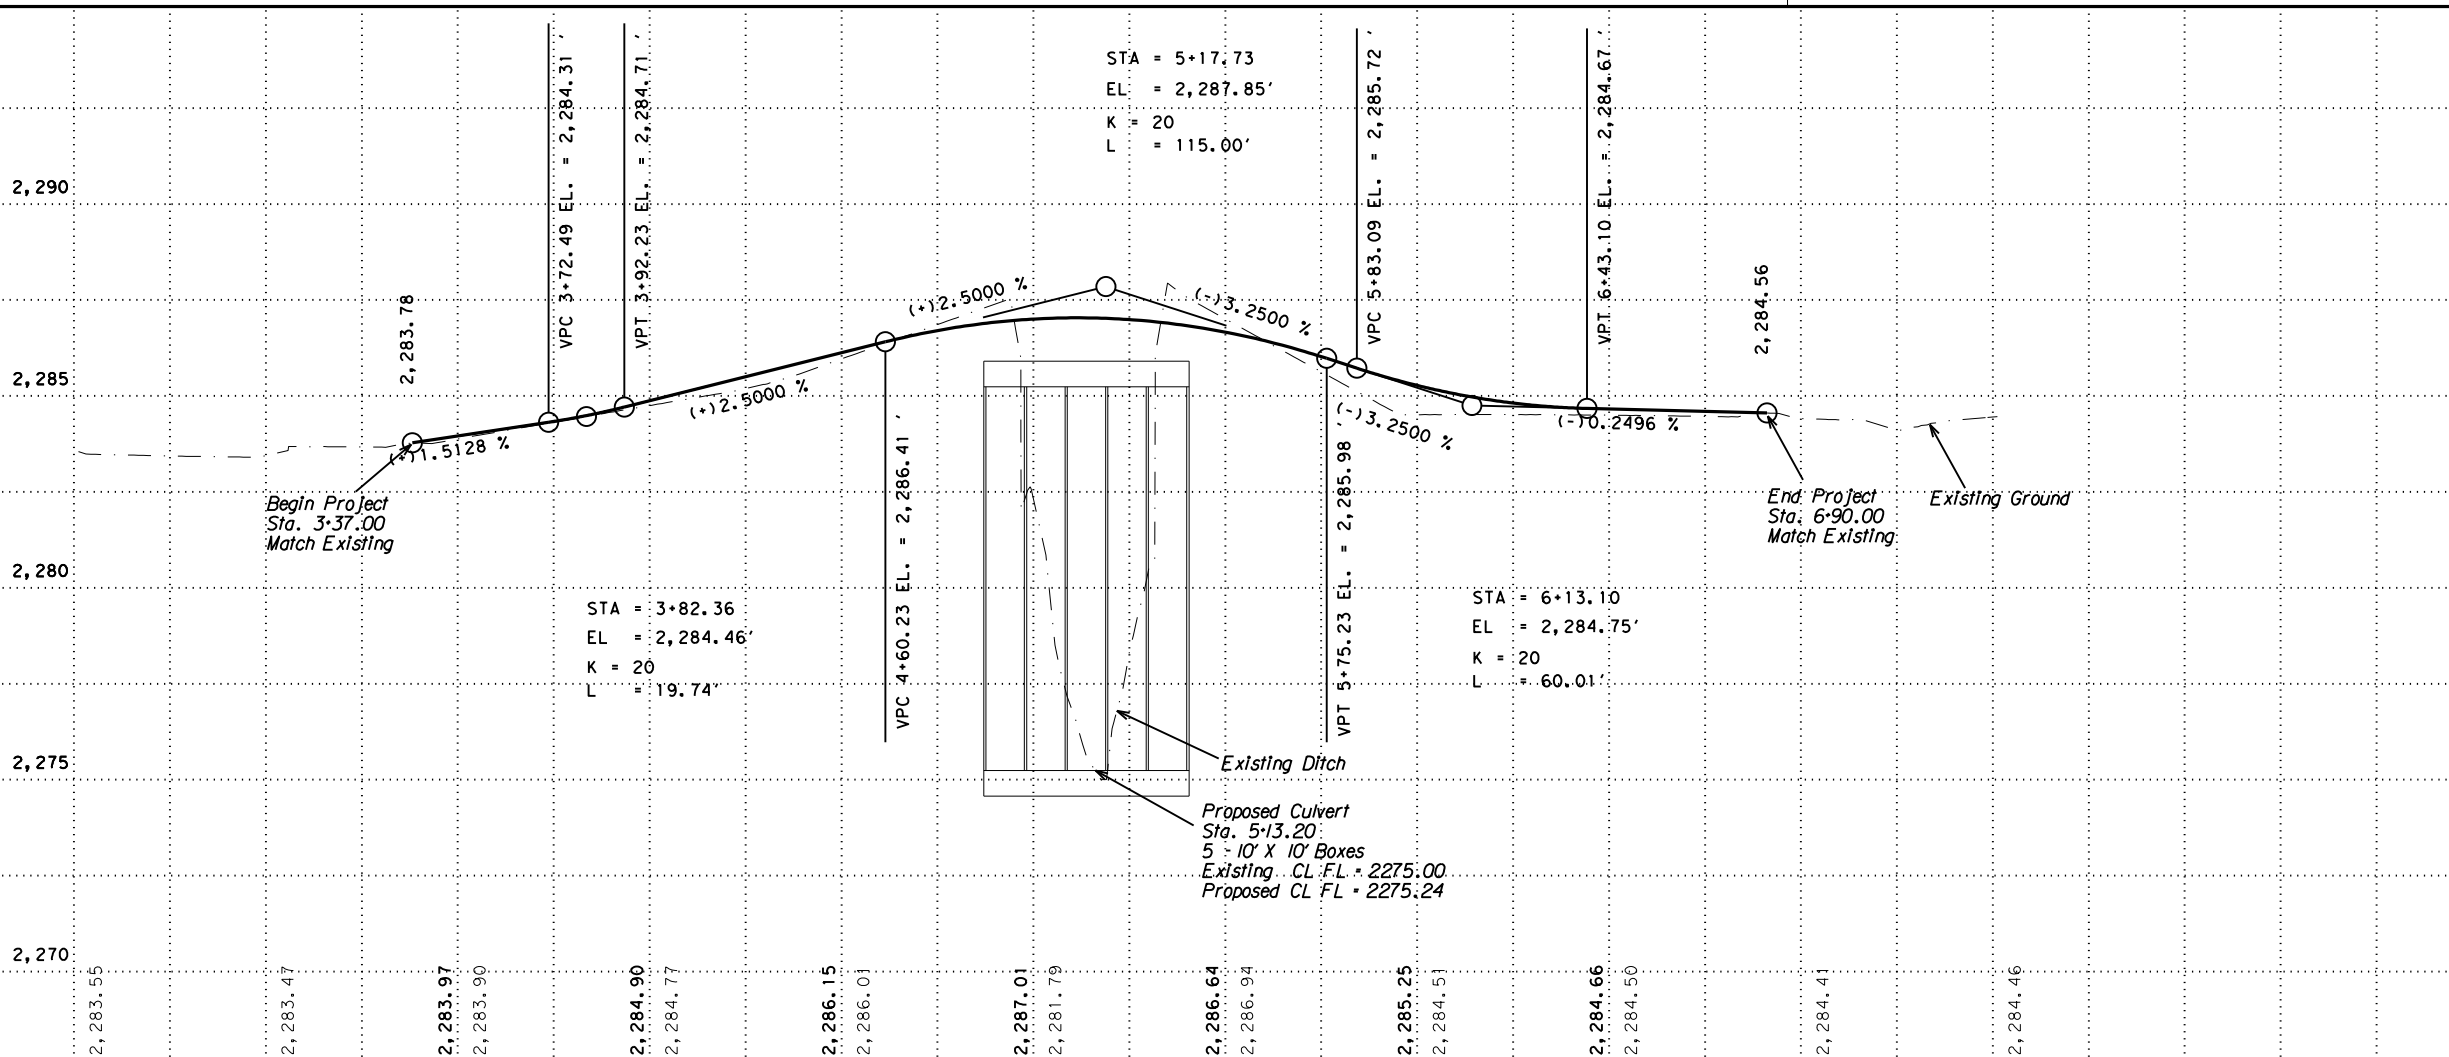 STA = 5+17.73
EL = 2,287.85'
K = 20
L = 115.00'
VPC 3+72.49 EL. = 2,284.31 '
VPT 3+92.23 EL. = 2,284.71 '
VPC 5+83.09 EL. = 2,285.72 '
VPT 6+43.10 EL. = 2,284.67 '
2,290
2,285
2,280
2,275
2,270
2,283.78
(+)1.5128 %
(+)2.5000 %
(+)2.5000 %
(-)3.2500 %
(-)3.2500 %
(-)0.2496 %
2,284.56
VPC 4+60.23 EL. = 2,286.41 '
VPT 5+75.23 EL. = 2,285.98 '
Begin Project
Sta. 3+37.00
Match Existing
End Project
Sta. 6+90.00
Match Existing
Existing Ground
STA = 3+82.36
EL = 2,284.46'
K = 20
L = 19.74'
STA = 6+13.10
EL = 2,284.75'
K = 20
L = 60.01'
Existing Ditch
Proposed Culvert
Sta. 5+13.20
5 - 10' X 10' Boxes
Existing CL FL = 2275.00
Proposed CL FL = 2275.24
2,283.55
2,283.47
2,283.97
2,283.90
2,284.90
2,284.77
2,286.15
2,286.01
2,287.01
2,281.79
2,286.64
2,286.94
2,285.25
2,284.51
2,284.66
2,284.50
2,284.41
2,284.46